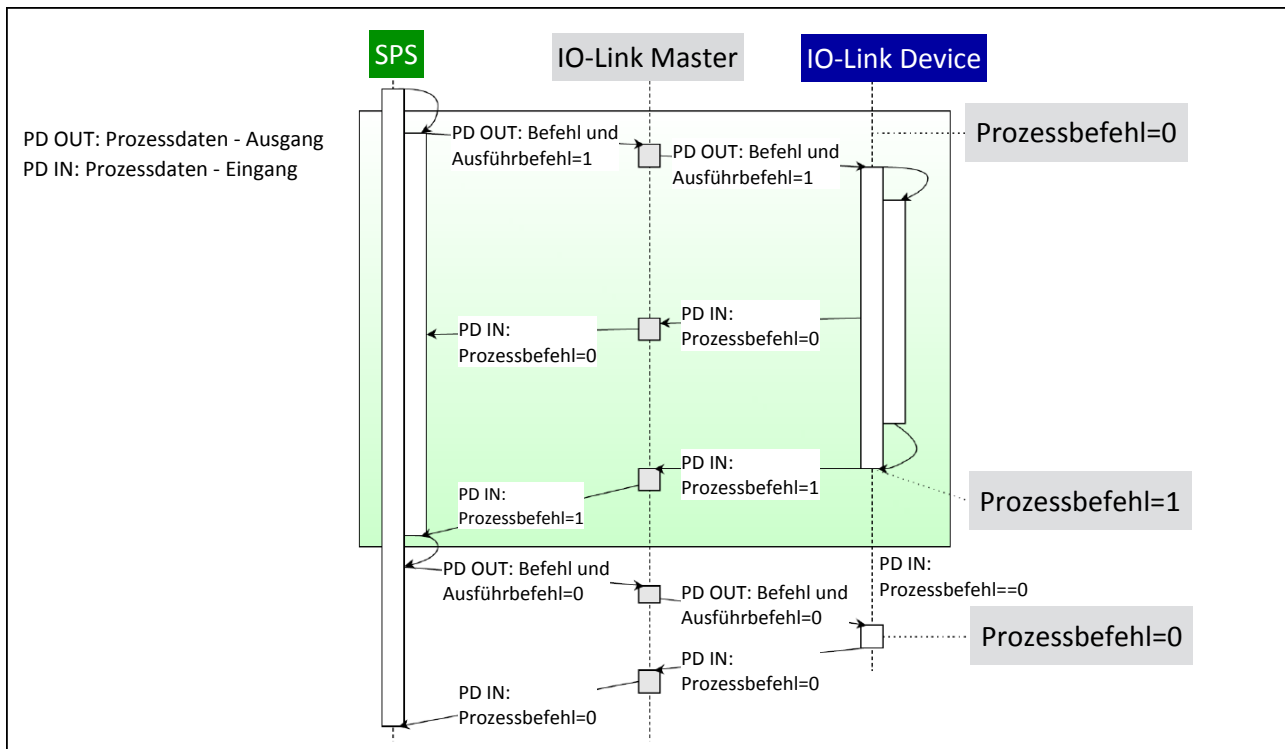 SPS
IO-Link Master
IO-Link Device
PD OUT: Prozessdaten - Ausgang
PD IN: Prozessdaten - Eingang
PD OUT: Befehl und
Ausführbefehl=1
PD OUT: Befehl und
Ausführbefehl=1
Prozessbefehl=0
PD IN:
Prozessbefehl=0
PD IN:
Prozessbefehl=0
PD IN:
Prozessbefehl=1
PD IN:
Prozessbefehl=1
Prozessbefehl=1
PD IN:
Prozessbefehl==0
PD OUT: Befehl und
Ausführbefehl=0
PD OUT: Befehl und
Ausführbefehl=0
Prozessbefehl=0
PD IN:
Prozessbefehl=0
PD IN:
Prozessbefehl=0